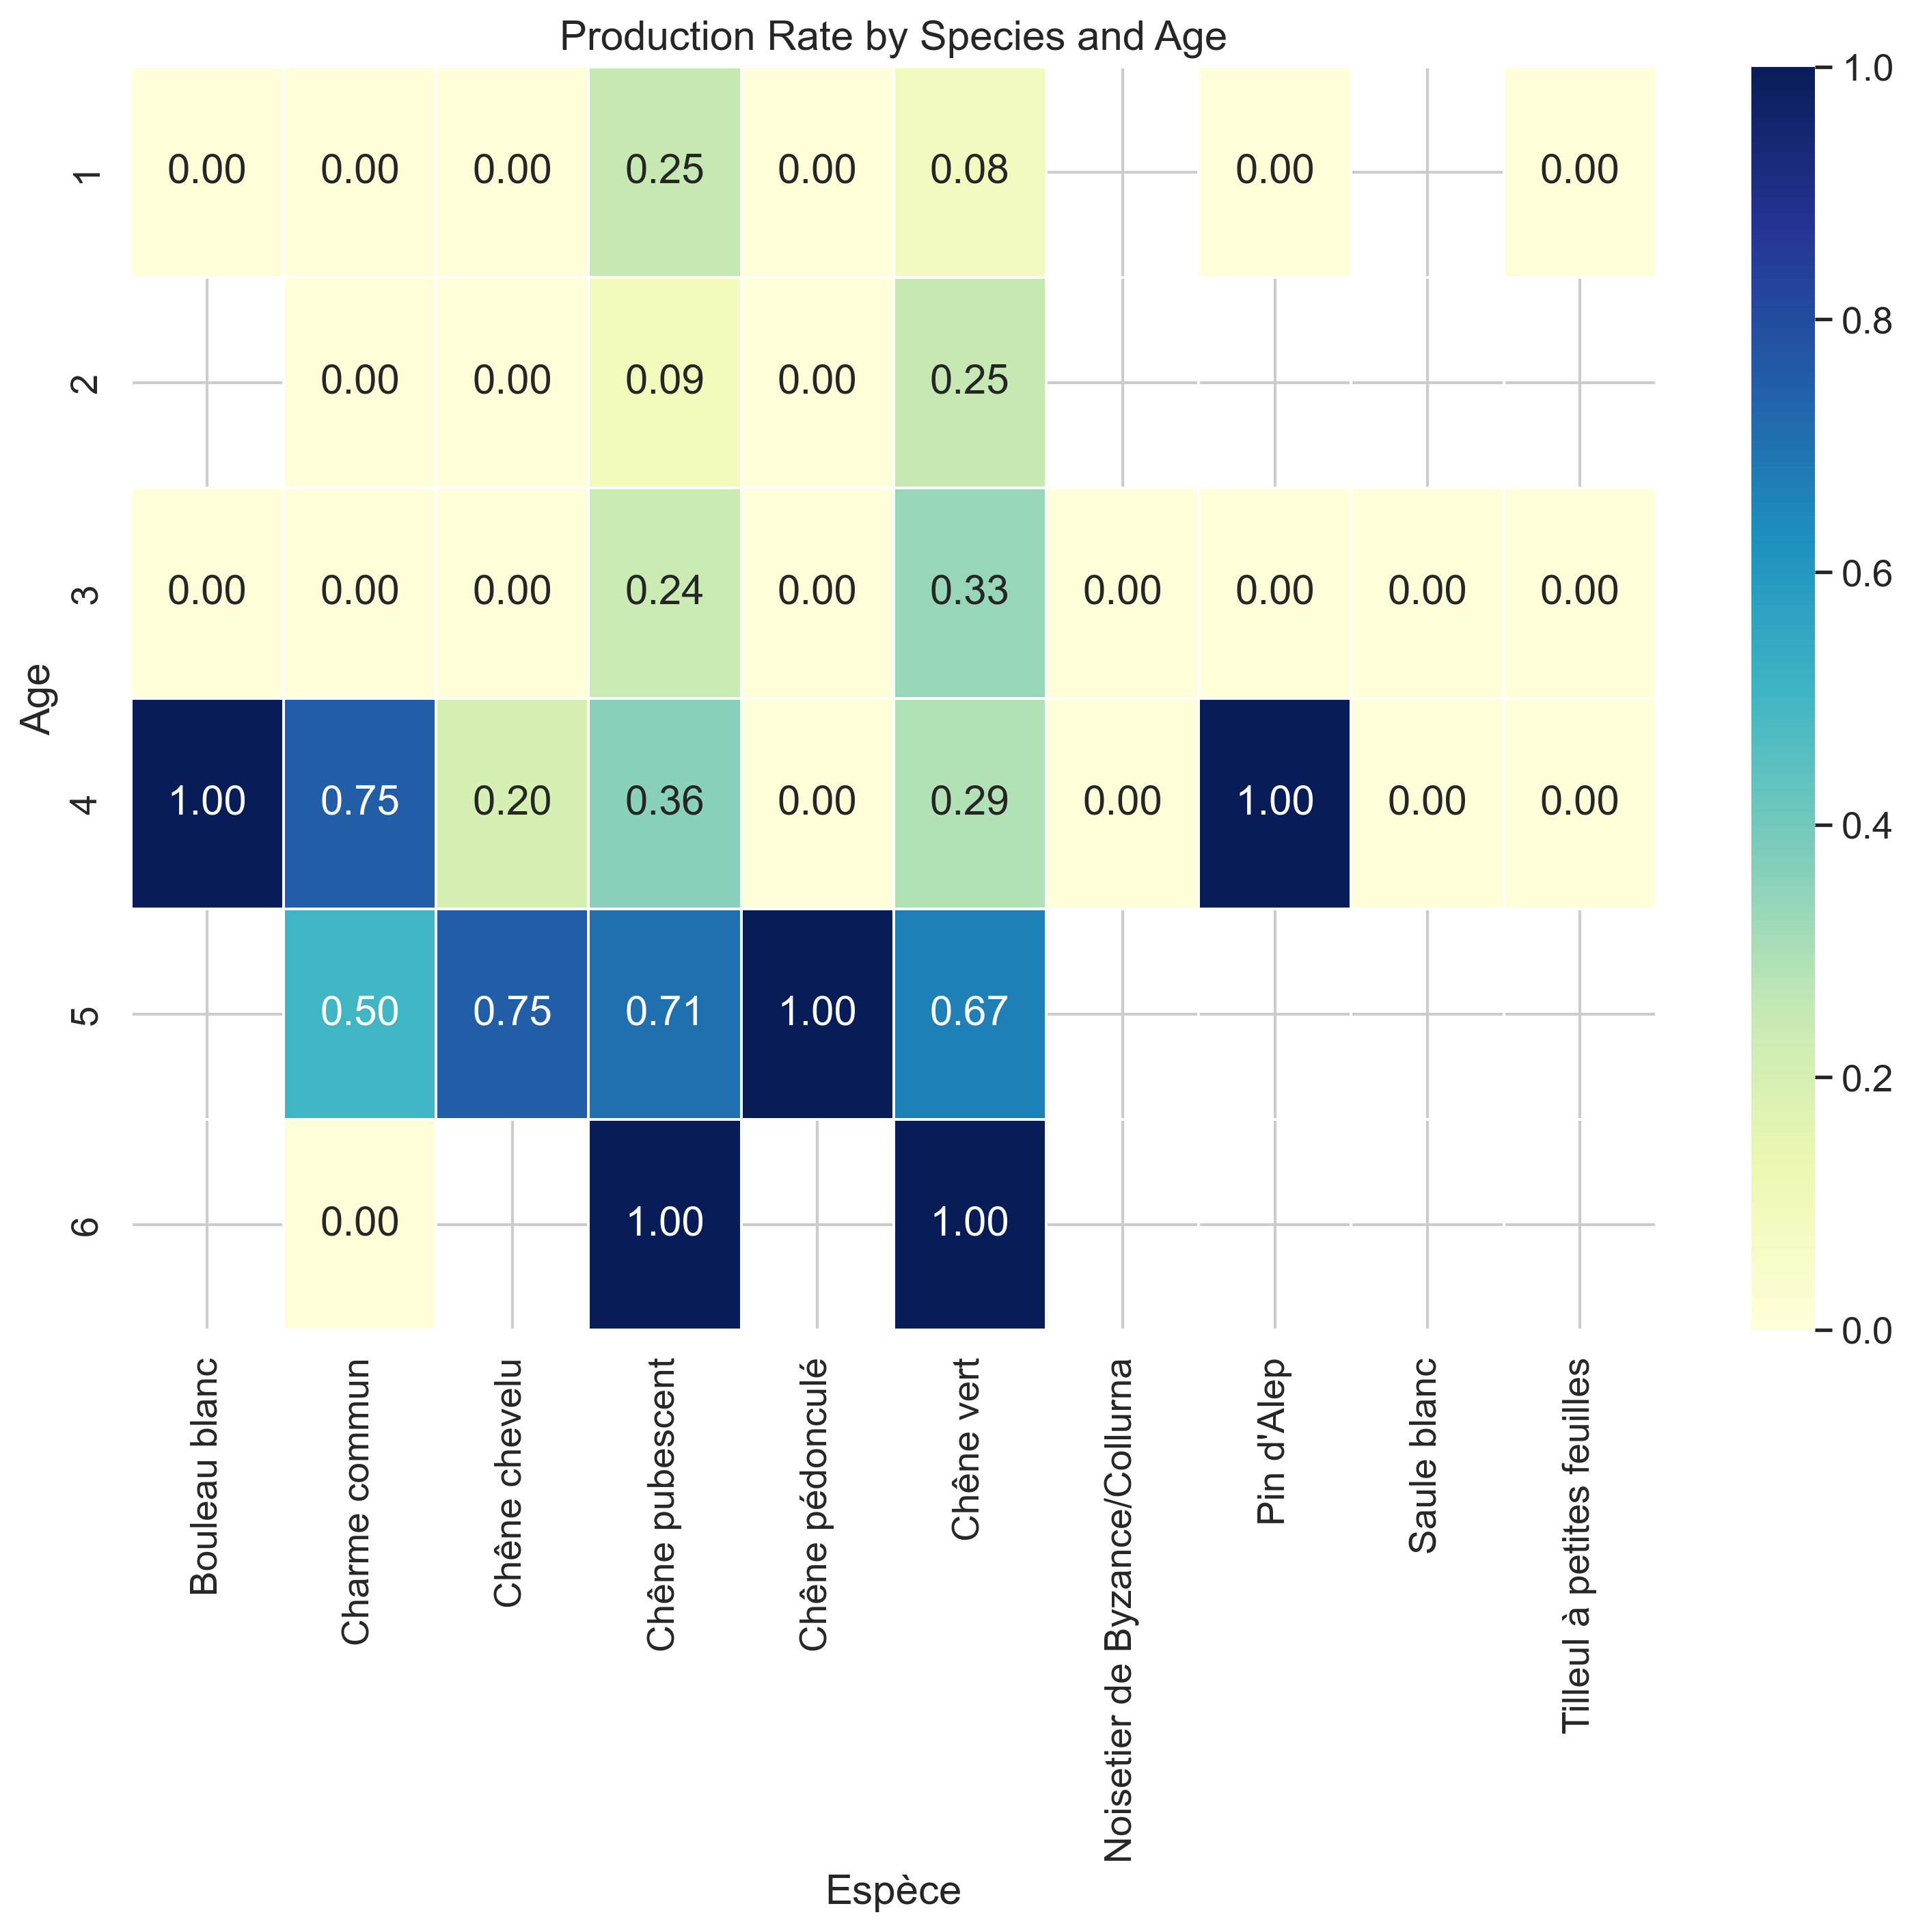 Production Rate by Species and Age
1 0.00 0.00 0.00 0.25 0.00 0.08 0.00 0.00
2 0.00 0.00 0.09 0.00 0.25
3 0.00 0.00 0.00 0.24 0.00 0.33 0.00 0.00 0.00 0.00
4 1.00 0.75 0.20 0.36 0.00 0.29 0.00 1.00 0.00 0.00
5 0.50 0.75 0.71 1.00 0.67
6 0.00 1.00 1.00
Age
Bouleau blanc
Charme commun
Chêne chevelu
Chêne pubescent
Chêne pédonculé
Chêne vert
Noisetier de Byzance/Collurna
Pin d'Alep
Saule blanc
Tilleul à petites feuilles
Espèce
1.0
0.8
0.6
0.4
0.2
0.0